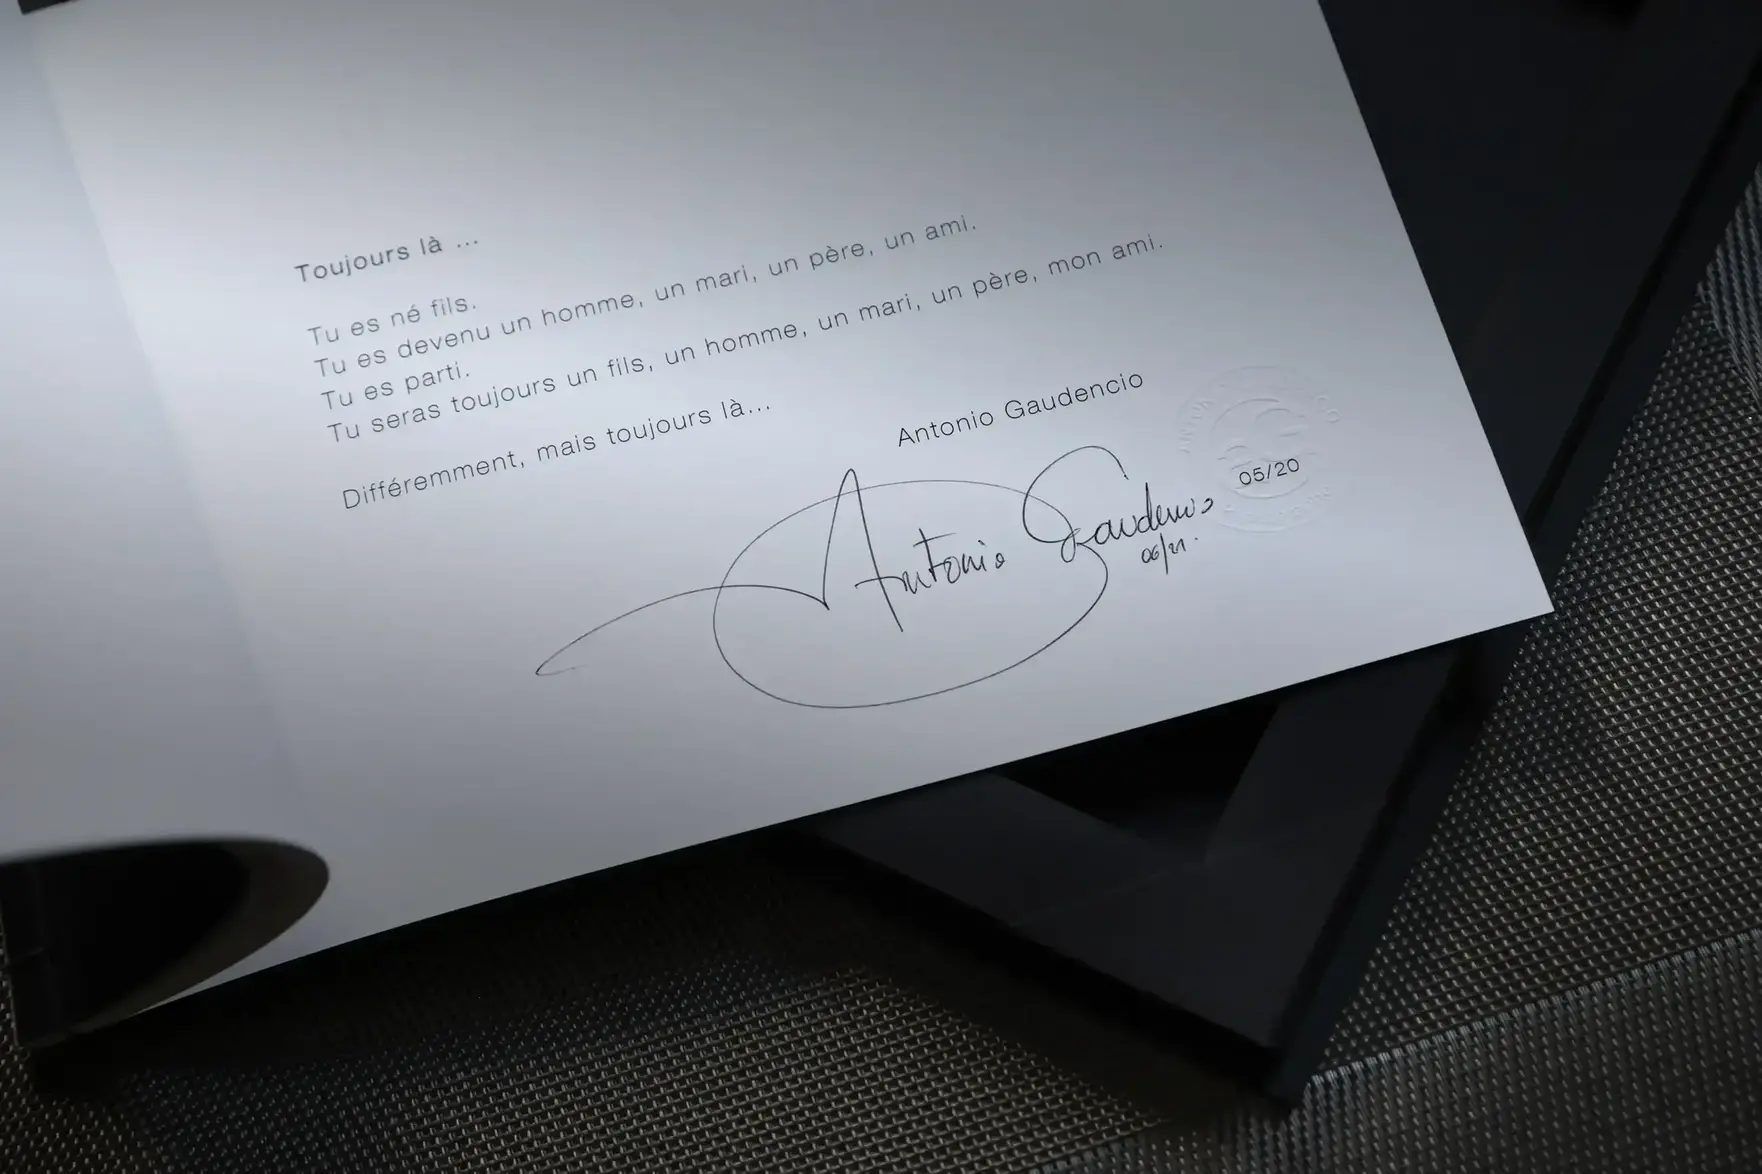 Toujours là ...
Tu es né fils.
Tu es devenu un homme, un mari, un père, un ami.
Tu es parti.
Tu seras toujours un fils, un homme, un mari, un père, mon ami.
Différemment, mais toujours là...
Antonio Gaudencio
05/20
Antonio Gaudencio
06/21.